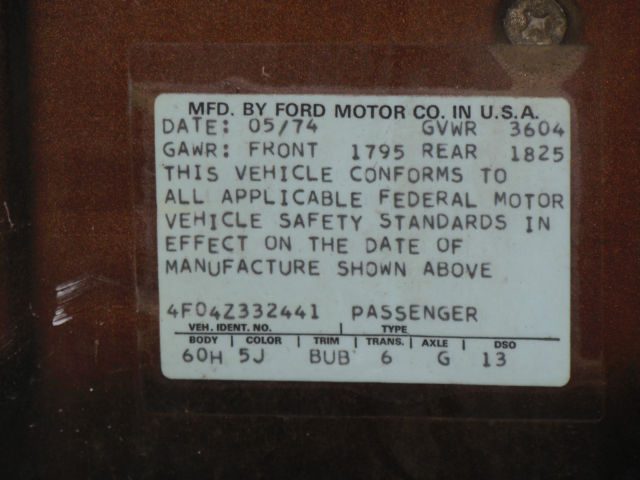 MFD. BY FORD MOTOR CO. IN U.S.A.
DATE: 05/74 GVWR 3604
GAWR: FRONT 1795 REAR 1825
THIS VEHICLE CONFORMS TO
ALL APPLICABLE FEDERAL MOTOR
VEHICLE SAFETY STANDARDS IN
EFFECT ON THE DATE OF
MANUFACTURE SHOWN ABOVE
4F04Z332441 PASSENGER
VEH. IDENT. NO. | TYPE
BODY | COLOR | TRIM | TRANS. | AXLE | DSO
60H 5J BUB 6 G 13